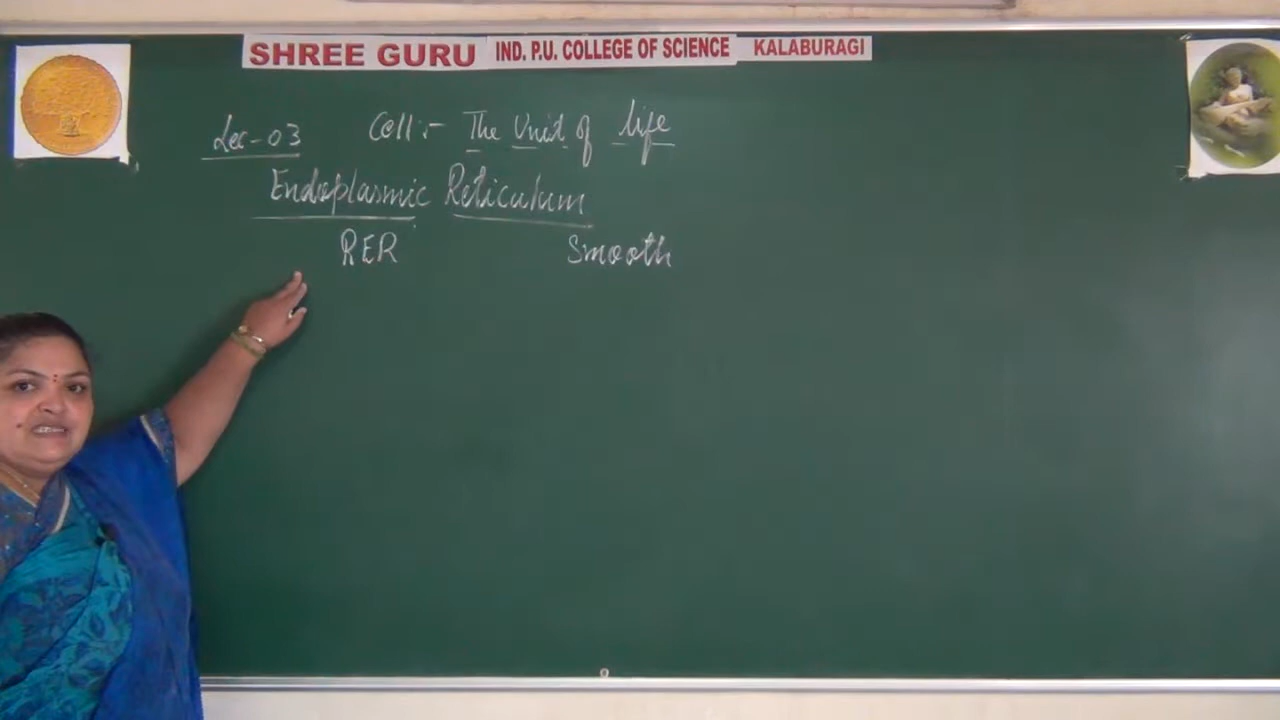 SHREE GURU IND. P.U. COLLEGE OF SCIENCE KALABURAGI
Lec-03 Cell:- The Unit of life
Endoplasmic Reticulum
RER Smooth